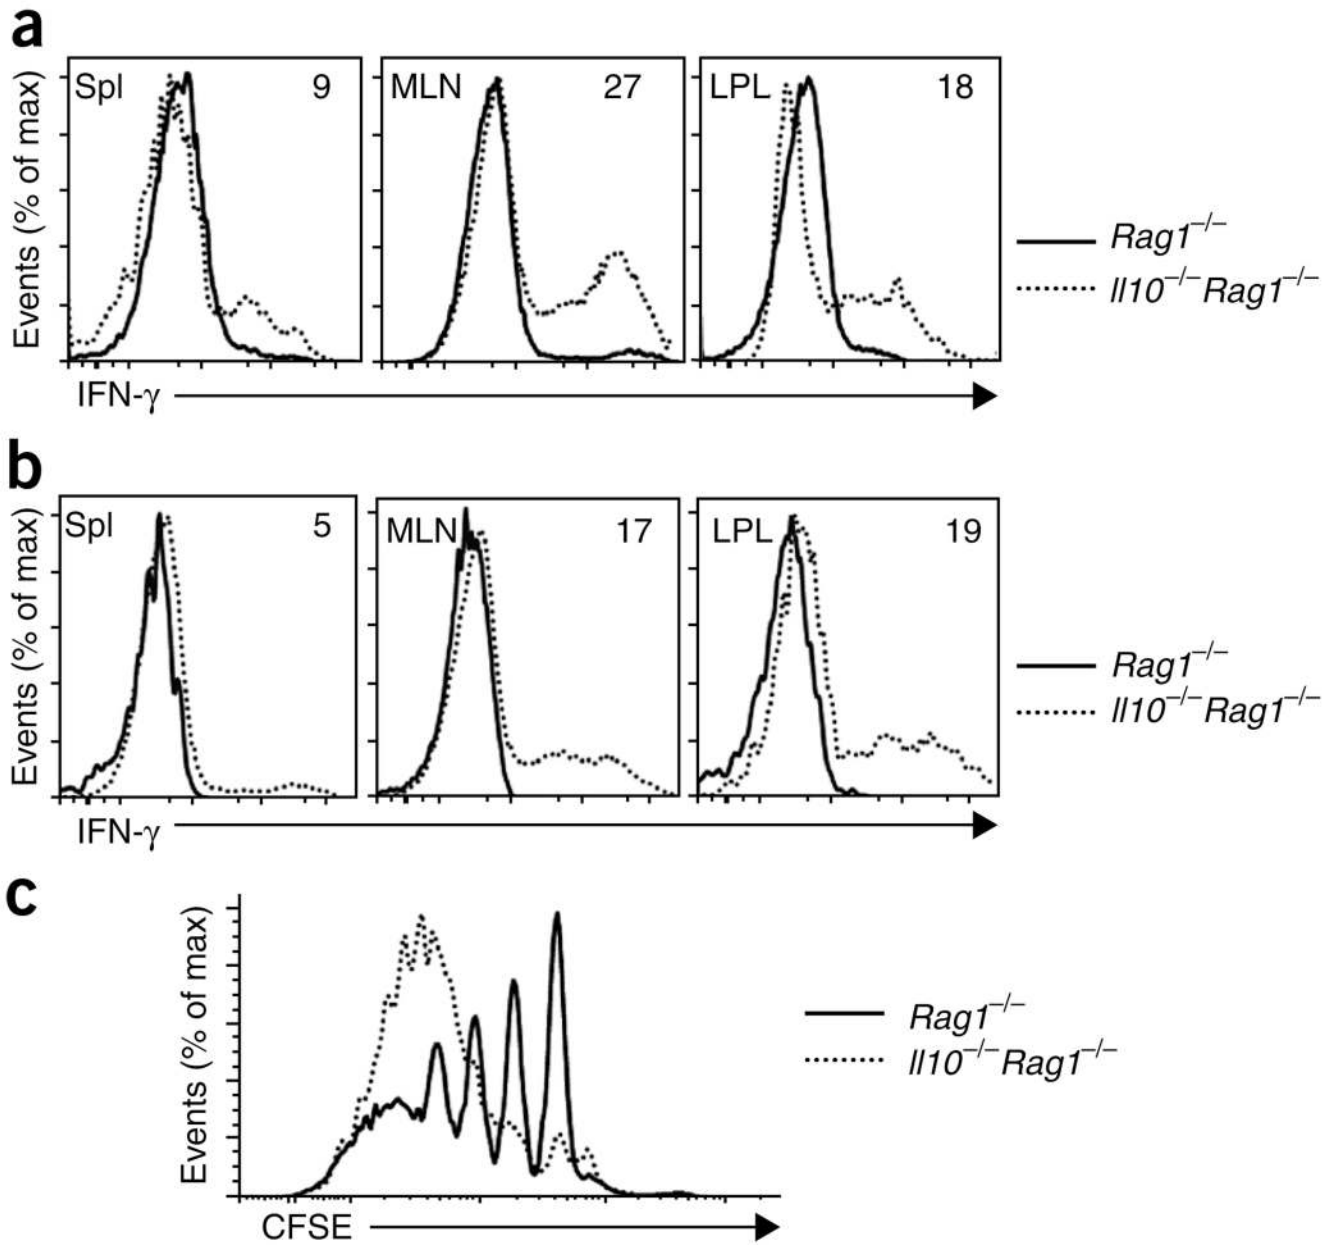 a
Events (% of max)
Spl 9
MLN 27
LPL 18
Rag1–/–
Il10–/–Rag1–/–
IFN-γ
b
Events (% of max)
Spl 5
MLN 17
LPL 19
Rag1–/–
Il10–/–Rag1–/–
IFN-γ
c
Events (% of max)
Rag1–/–
Il10–/–Rag1–/–
CFSE